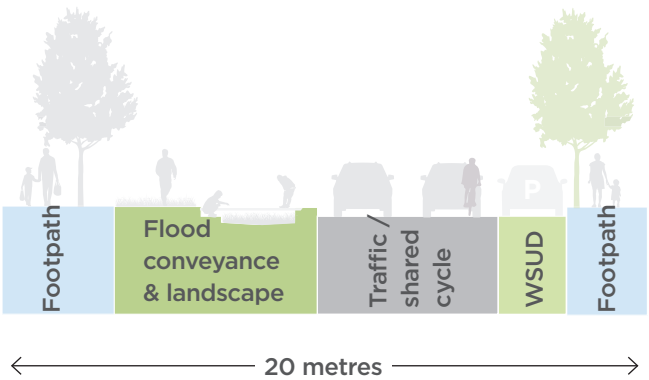 P
Footpath
Flood
conveyance
& landscape
Traffic /
shared
cycle
WSUD
Footpath
20 metres